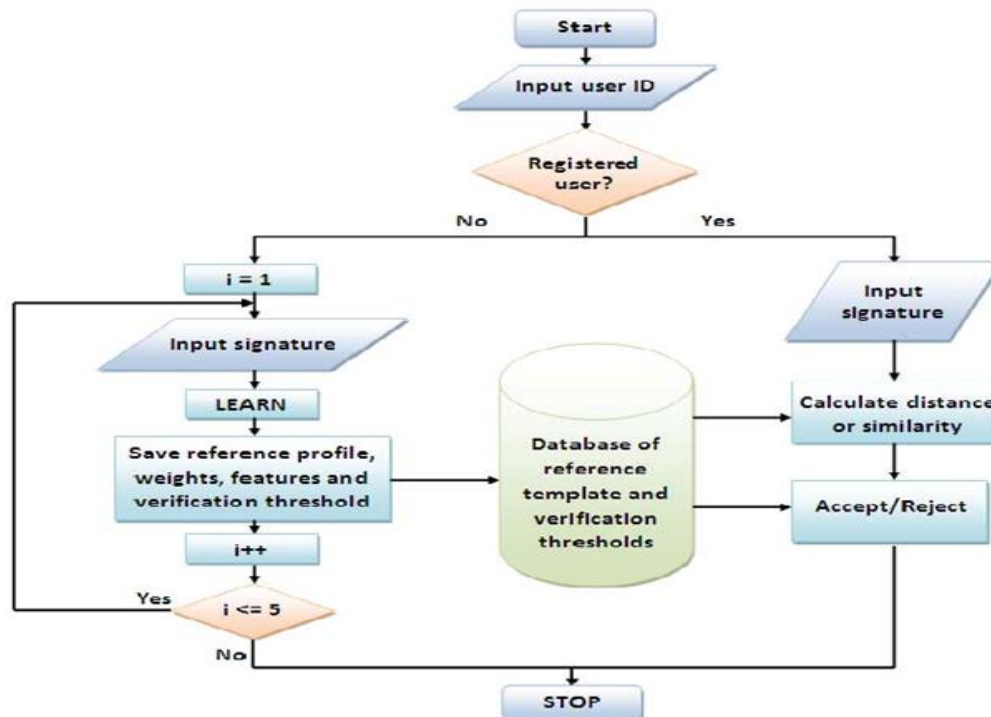 Start
Input user ID
Registered
user?
No
Yes
i = 1
Input signature
LEARN
Save reference profile,
weights, features and
verification threshold
i++
Yes
i <= 5
No
Database of
reference
template and
verification
thresholds
Input
signature
Calculate distance
or similarity
Accept/Reject
STOP